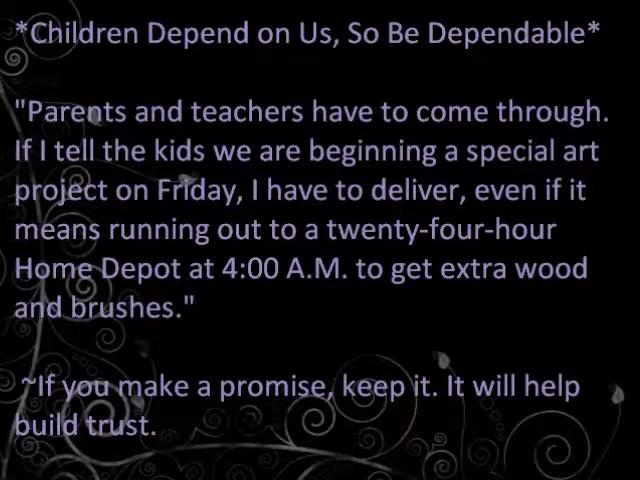 *Children Depend on Us, So Be Dependable*
"Parents and teachers have to come through.
If I tell the kids we are beginning a special art
project on Friday, I have to deliver, even if it
means running out to a twenty-four-hour
Home Depot at 4:00 A.M. to get extra wood
and brushes."
~If you make a promise, keep it. It will help
build trust.